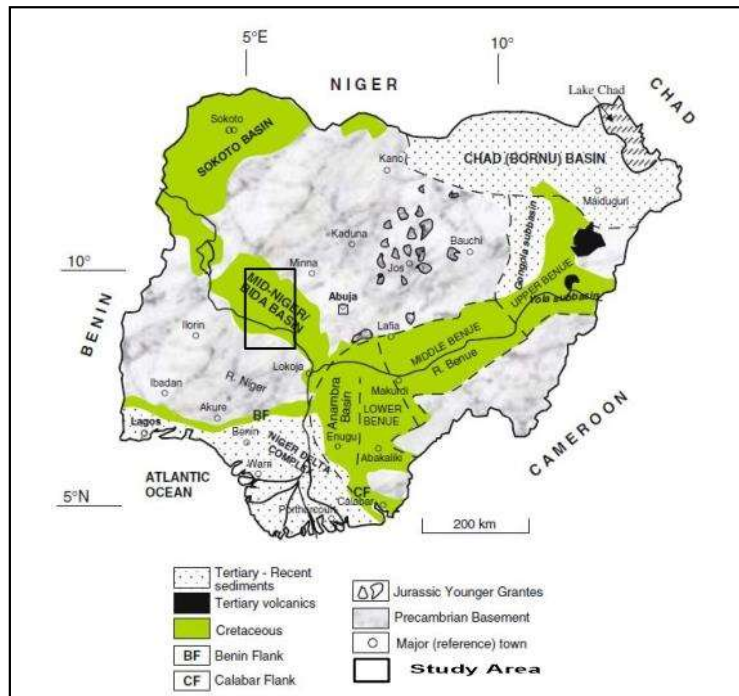 5°E
10°
NIGER
CHAD
Lake Chad
Sokoto
SOKOTO BASIN
Kano
CHAD (BORNU) BASIN
Maiduguri
Kaduna
Bauchi
Gongola subbasin
10°
Minna
Jos
UPPER BENUE
Yola subbasin
MID-NIGER/
BIDA BASIN
Abuja
BENIN
Ilorin
Lafia
MIDDLE BENUE
R. Benue
Lokoja
Makurdi
R. Niger
Ibadan
Anambra
Basin
LOWER
BENUE
CAMEROON
Akure
BF
Lagos
Benin
Enugu
NIGER DELTA
COMPLEX
Abakaliki
Warri
ATLANTIC
OCEAN
CF
Calabar
5°N
Portharcourt
200 km
Tertiary - Recent
sediments
Tertiary volcanics
Cretaceous
BF Benin Flank
CF Calabar Flank
Jurassic Younger Grantes
Precambrian Basement
Major (reference) town
Study Area